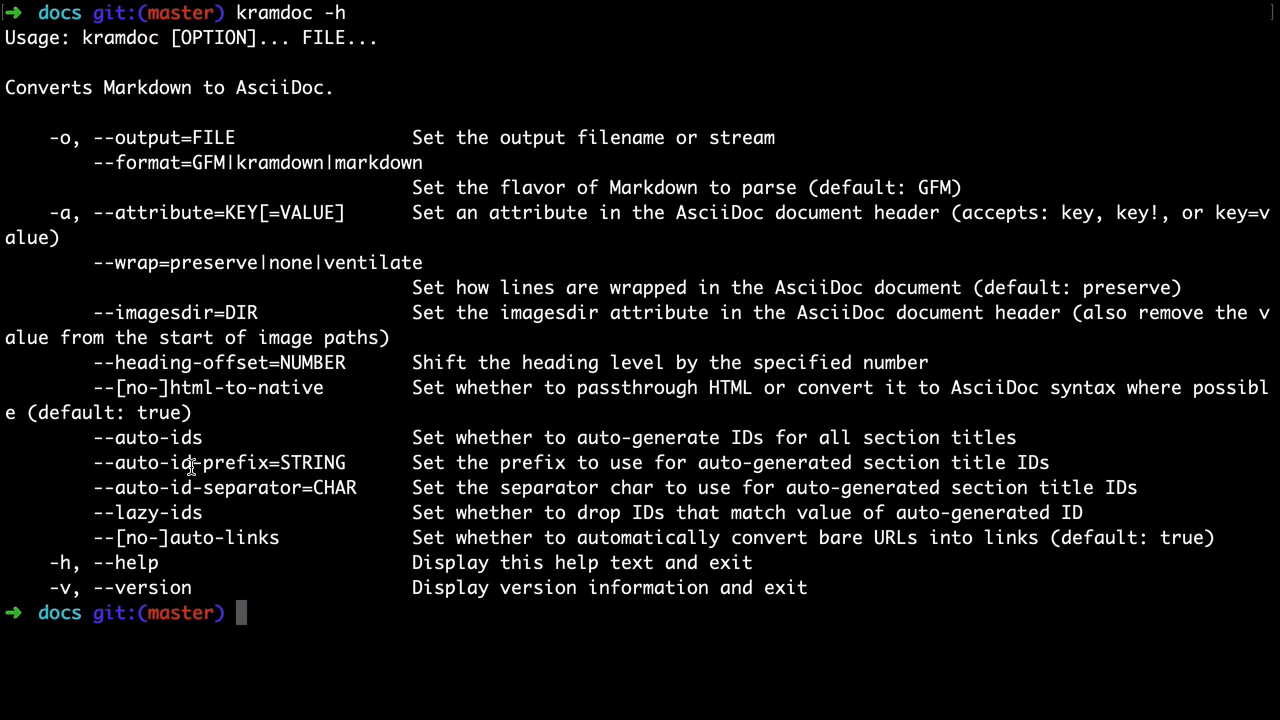 ➜ docs git:(master) kramdoc -h
Usage: kramdoc [OPTION]... FILE...
Converts Markdown to AsciiDoc.
-o, --output=FILE Set the output filename or stream
--format=GFM|kramdown|markdown
Set the flavor of Markdown to parse (default: GFM)
-a, --attribute=KEY[=VALUE] Set an attribute in the AsciiDoc document header (accepts: key, key!, or key=v
alue)
--wrap=preserve|none|ventilate
Set how lines are wrapped in the AsciiDoc document (default: preserve)
--imagesdir=DIR Set the imagesdir attribute in the AsciiDoc document header (also remove the v
alue from the start of image paths)
--heading-offset=NUMBER Shift the heading level by the specified number
--[no-]html-to-native Set whether to passthrough HTML or convert it to AsciiDoc syntax where possibl
e (default: true)
--auto-ids Set whether to auto-generate IDs for all section titles
--auto-id-prefix=STRING Set the prefix to use for auto-generated section title IDs
--auto-id-separator=CHAR Set the separator char to use for auto-generated section title IDs
--lazy-ids Set whether to drop IDs that match value of auto-generated ID
--[no-]auto-links Set whether to automatically convert bare URLs into links (default: true)
-h, --help Display this help text and exit
-v, --version Display version information and exit
➜ docs git:(master)